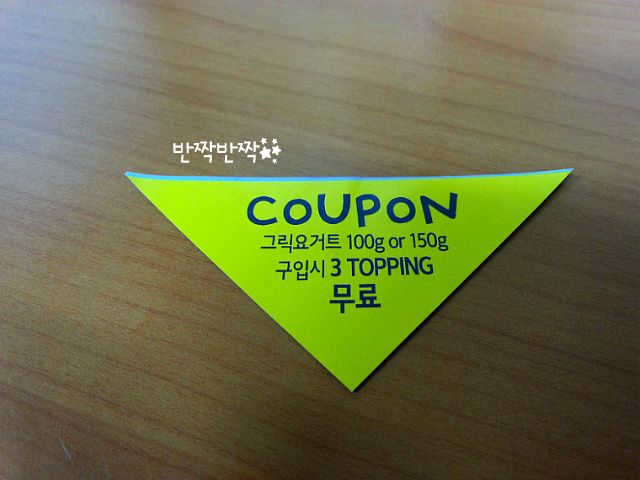 반짝반짝
COUPON
그릭요거트 100g or 150g
구입시 3 TOPPING
무료